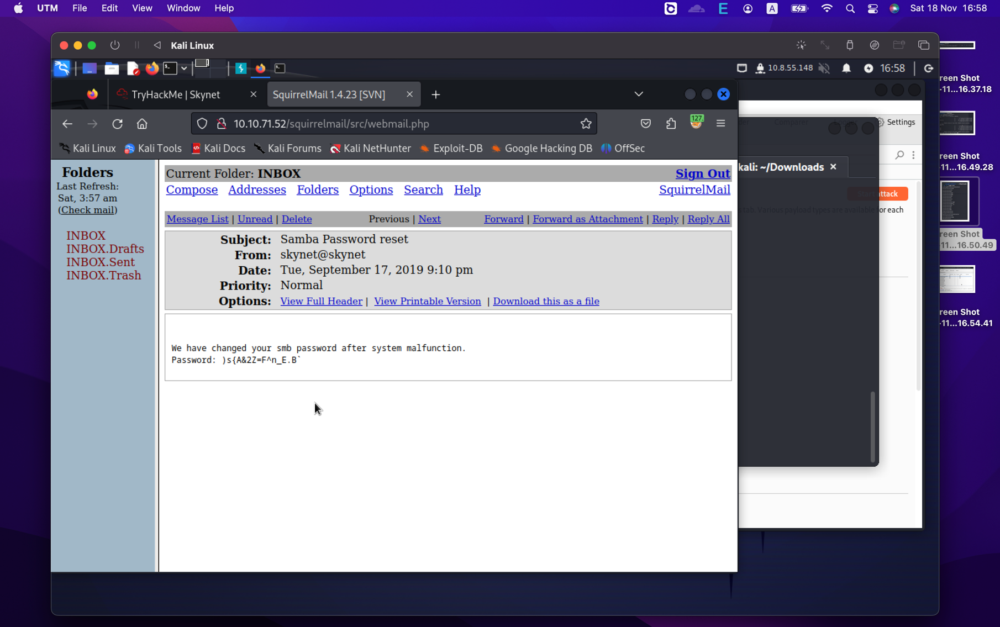 UTM File Edit View Window Help
Sat 18 Nov 16:58
Kali Linux
10.8.55.148
16:58
TryHackMe | Skynet
SquirrelMail 1.4.23 [SVN]
10.10.71.52/squirrelmail/src/webmail.php
127.
Kali Linux Kali Tools Kali Docs Kali Forums Kali NetHunter Exploit-DB Google Hacking DB OffSec
Folders
Last Refresh:
Sat, 3:57 am
(Check mail)
INBOX
INBOX.Drafts
INBOX.Sent
INBOX.Trash
Current Folder: INBOX
Sign Out
Compose Addresses Folders Options Search Help
SquirrelMail
Message List | Unread | Delete
Previous | Next
Forward | Forward as Attachment | Reply | Reply All
Subject: Samba Password reset
From: skynet@skynet
Date: Tue, September 17, 2019 9:10 pm
Priority: Normal
Options: View Full Header | View Printable Version | Download this as a file
We have changed your smb password after system malfunction.
Password: )s{A&2Z=F^n_E.B`
Comparer
Settings
kali: ~/Downloads
Start attack
tab. Various payload types are available for each
reen Shot
-11...16.37.18
reen Shot
11...16.49.28
reen Shot
11...16.50.49
reen Shot
-11...16.54.41